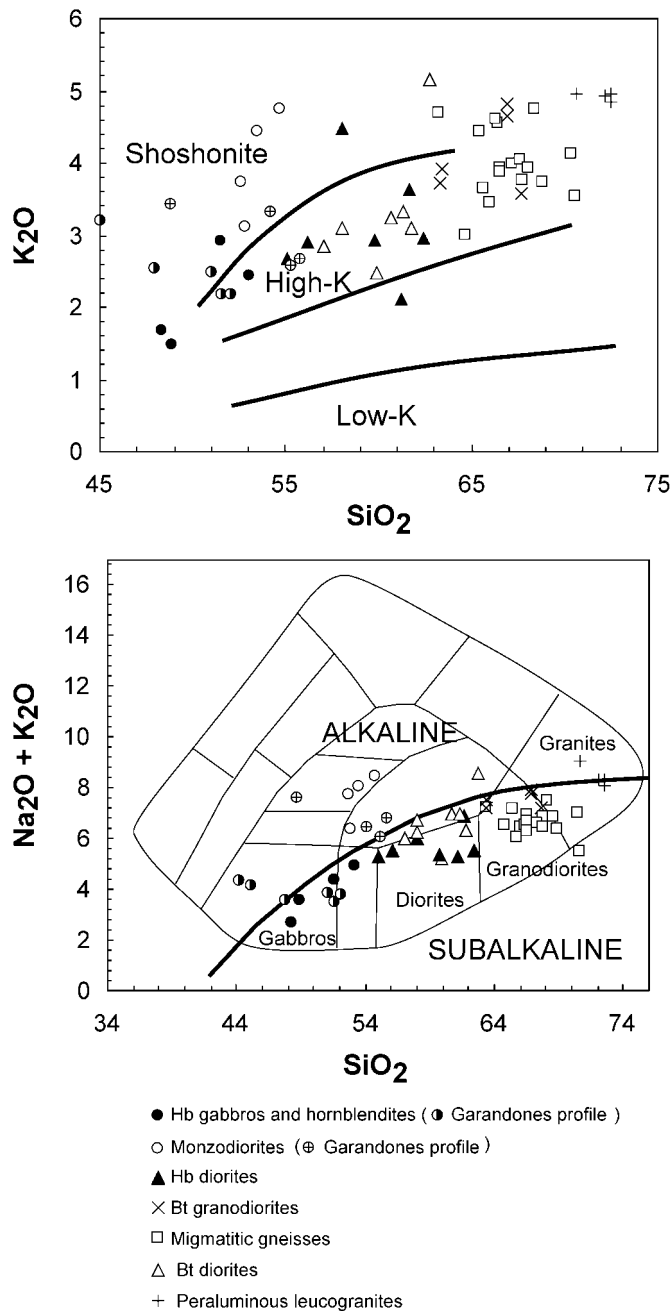 6
5
4
3
2
1
0
K2O
Shoshonite
High-K
Low-K
45
55
65
75
SiO2
16
14
12
10
8
6
4
2
0
Na2O + K2O
ALKALINE
Granites
Granodiorites
Diorites
Gabbros
SUBALKALINE
34
44
54
64
74
SiO2
Hb gabbros and hornblendites ( Garandones profile )
Monzodiorites ( Garandones profile )
Hb diorites
Bt granodiorites
Migmatitic gneisses
Bt diorites
Peraluminous leucogranites